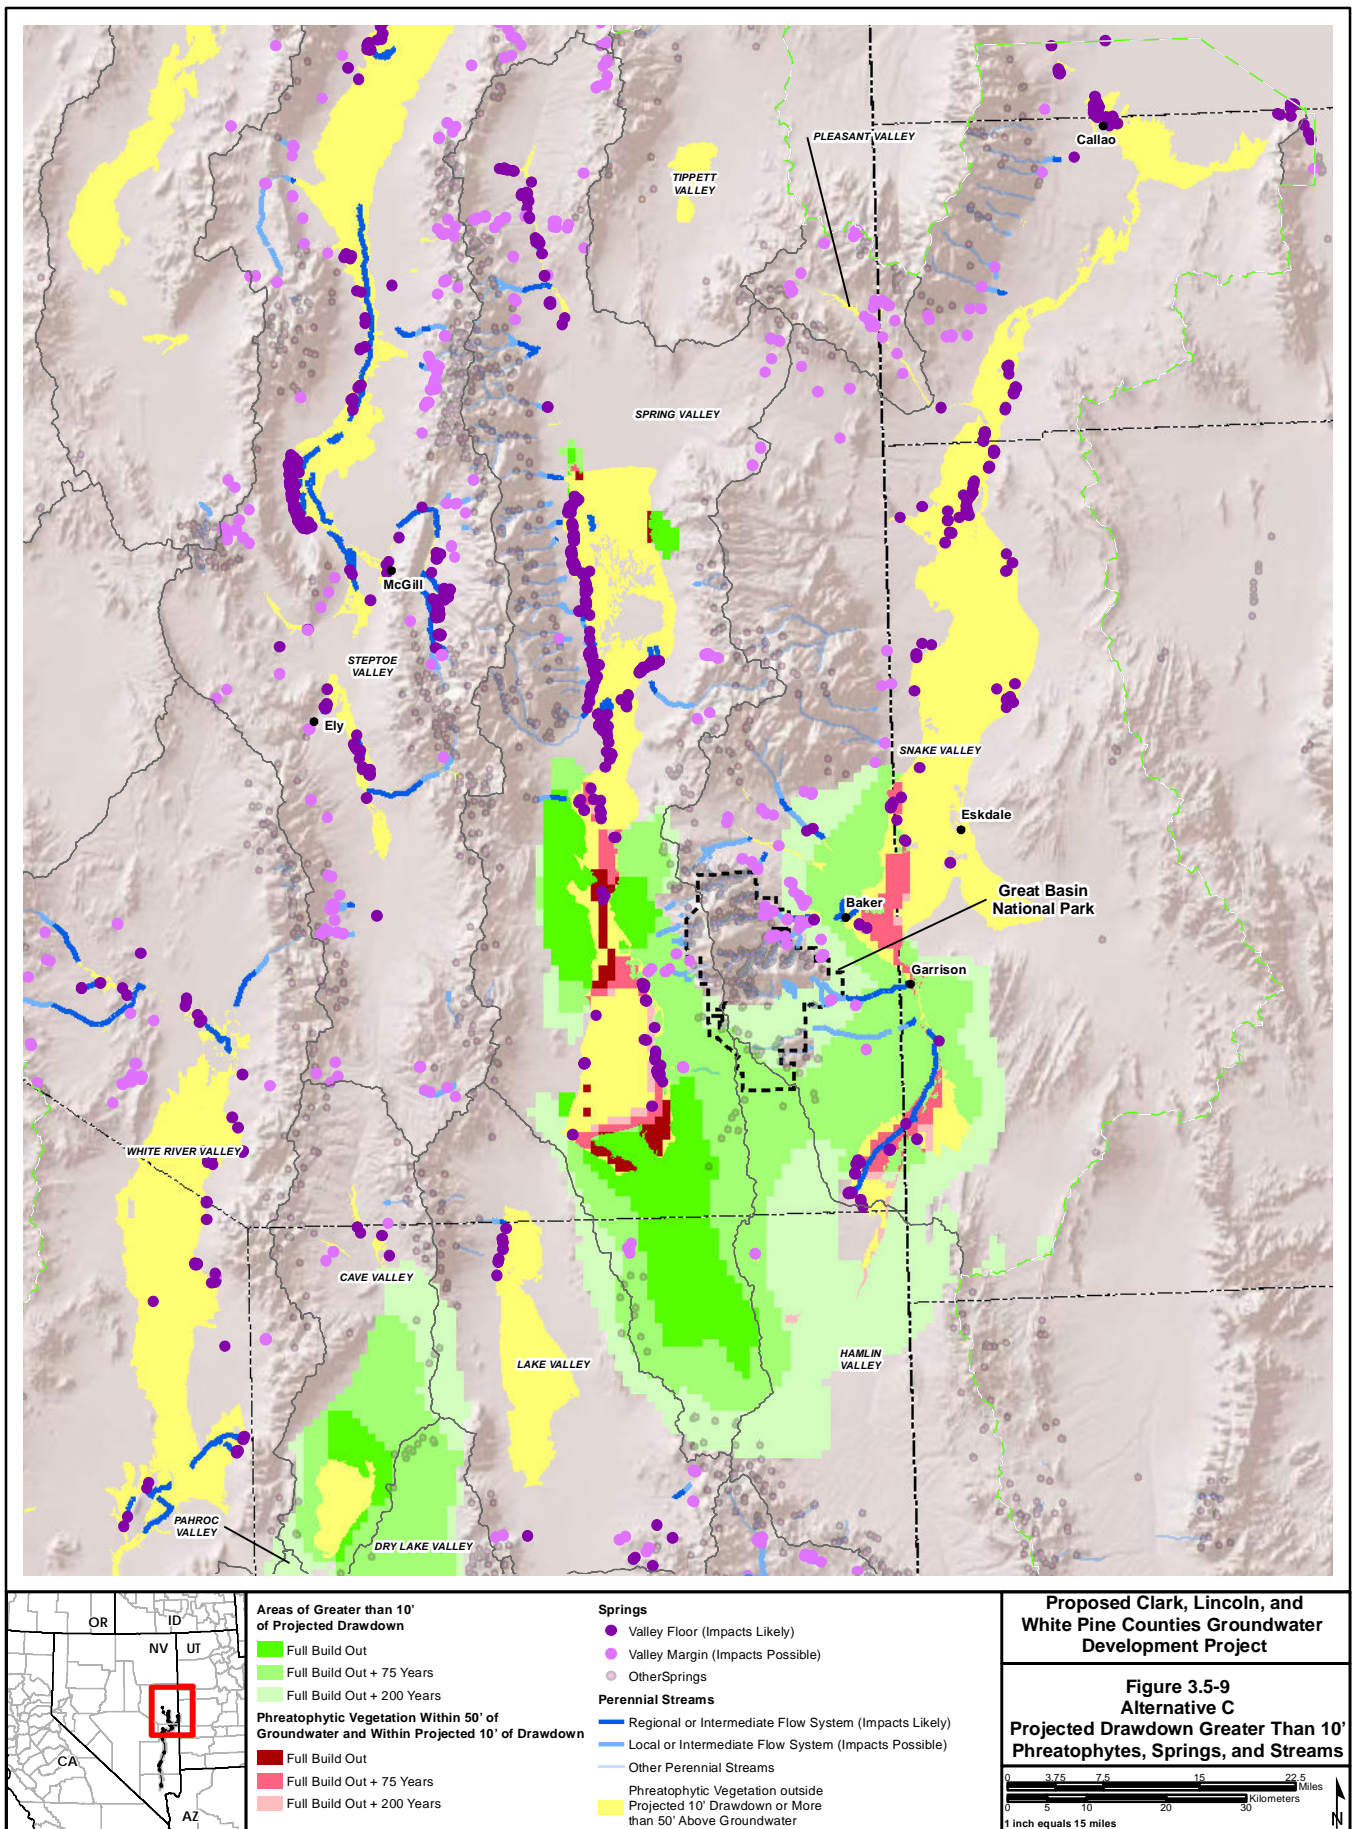 PLEASANT VALLEY
Callao
TIPPETT
VALLEY
SPRING VALLEY
McGill
STEPTOE
VALLEY
Ely
SNAKE VALLEY
Eskdale
Great Basin
National Park
Baker
Garrison
WHITE RIVER VALLEY
CAVE VALLEY
LAKE VALLEY
HAMLIN
VALLEY
PAHROC
VALLEY
DRY LAKE VALLEY
OR
ID
NV
UT
CA
AZ
Areas of Greater than 10'
of Projected Drawdown
Full Build Out
Full Build Out + 75 Years
Full Build Out + 200 Years
Phreatophytic Vegetation Within 50' of
Groundwater and Within Projected 10' of Drawdown
Full Build Out
Full Build Out + 75 Years
Full Build Out + 200 Years
Springs
Valley Floor (Impacts Likely)
Valley Margin (Impacts Possible)
OtherSprings
Perennial Streams
Regional or Intermediate Flow System (Impacts Likely)
Local or Intermediate Flow System (Impacts Possible)
Other Perennial Streams
Phreatophytic Vegetation outside
Projected 10' Drawdown or More
than 50' Above Groundwater
Proposed Clark, Lincoln, and
White Pine Counties Groundwater
Development Project
Figure 3.5-9
Alternative C
Projected Drawdown Greater Than 10'
Phreatophytes, Springs, and Streams
0 3.75 7.5 15 22.5
Miles
Kilometers
0 5 10 20 30
1 inch equals 15 miles
N